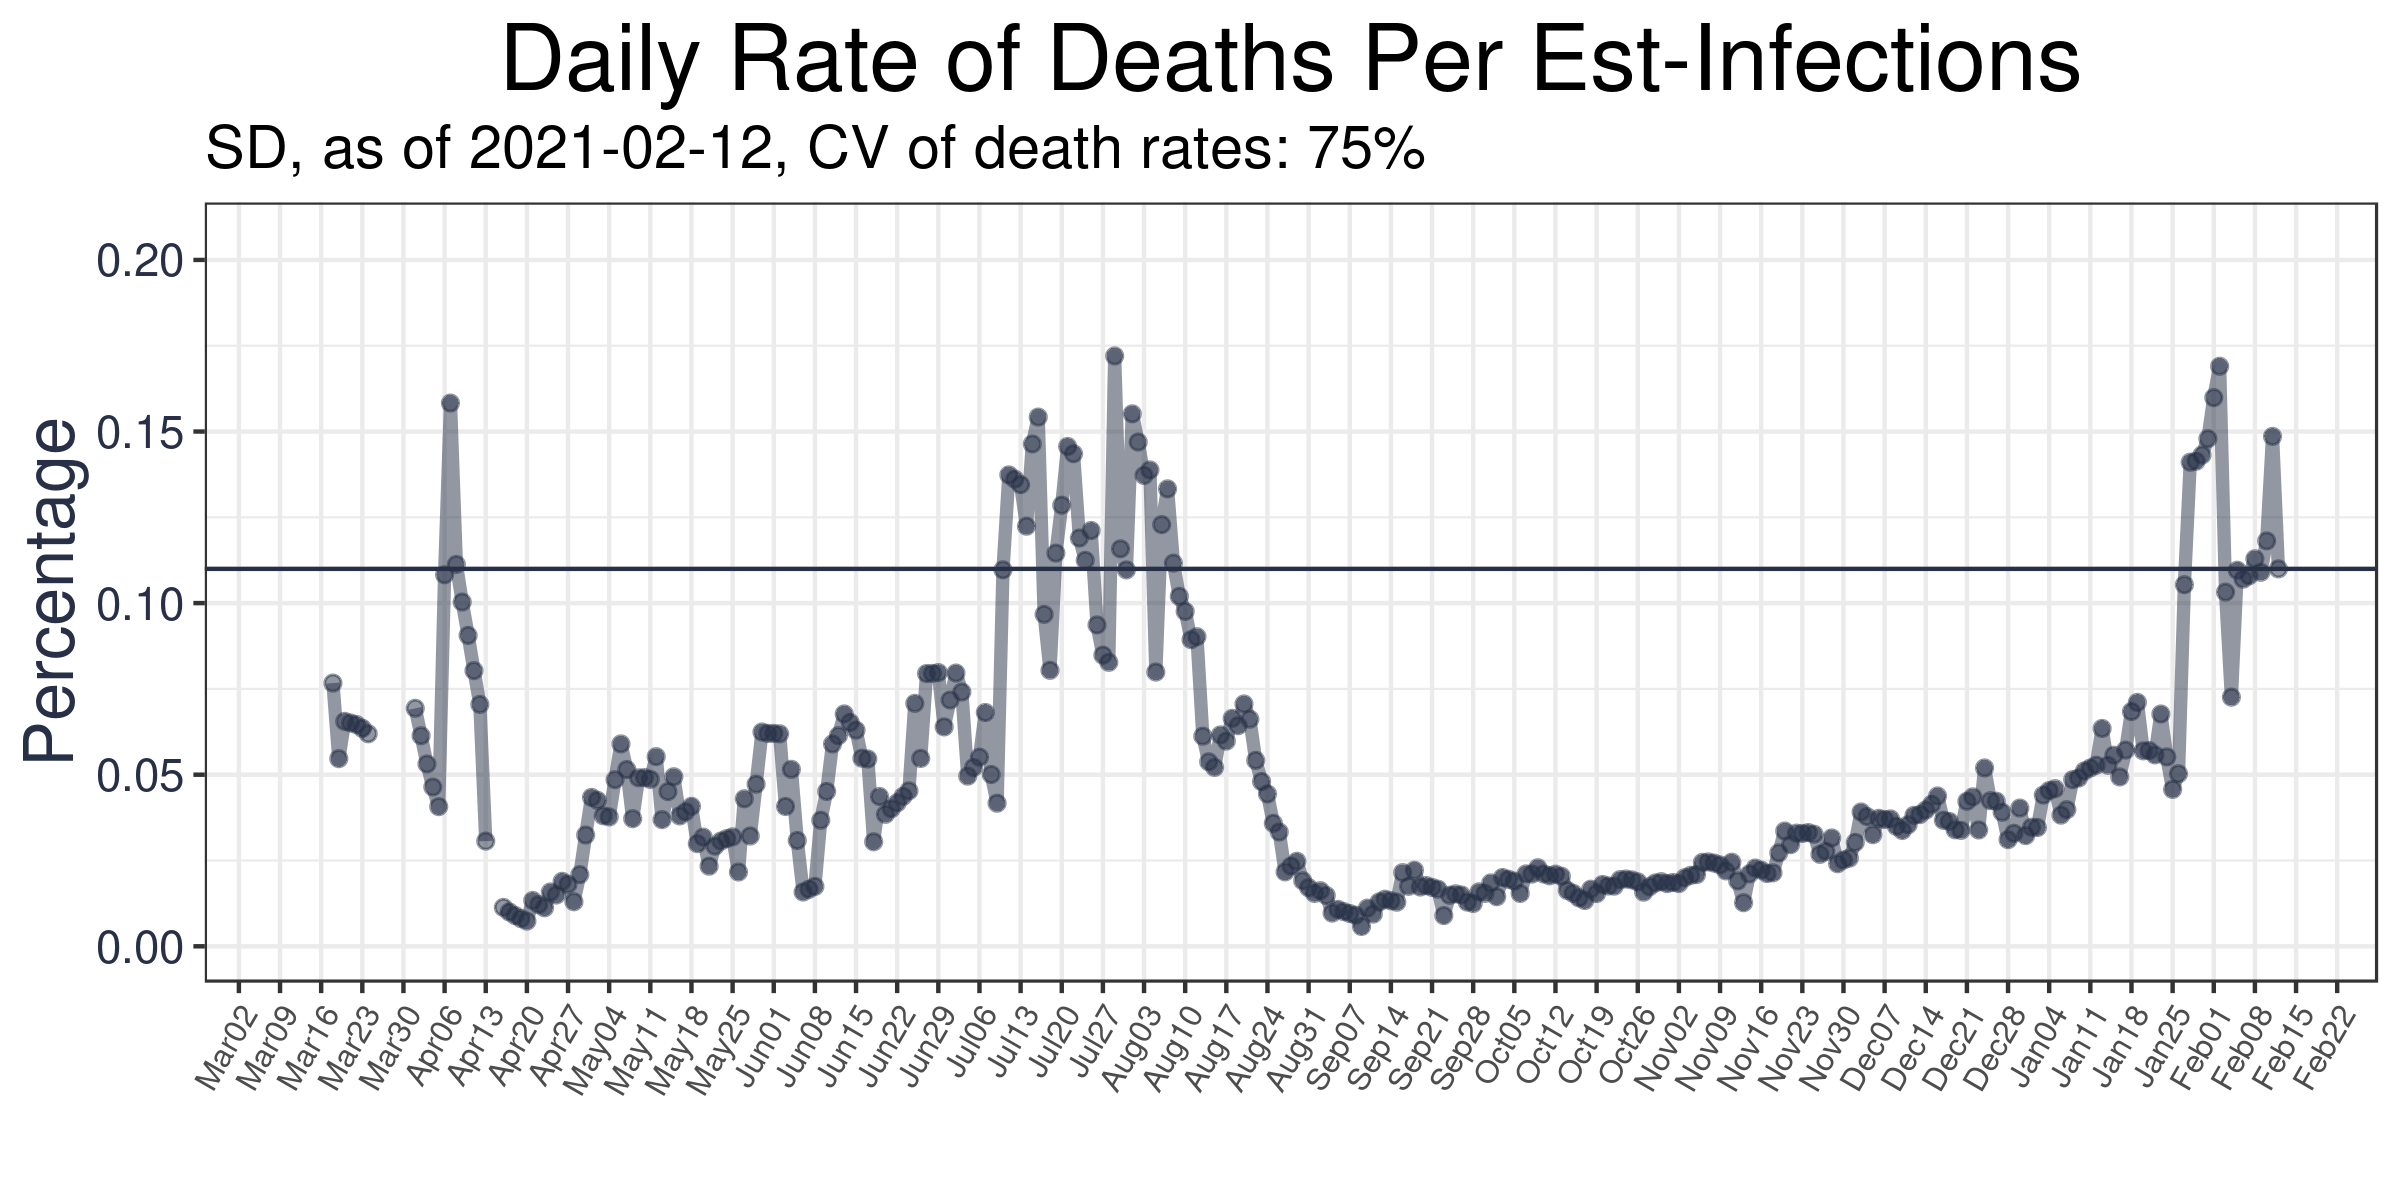 Daily Rate of Deaths Per Est-Infections
SD, as of 2021-02-12, CV of death rates: 75%
Percentage
0.20
0.15
0.10
0.05
0.00
Mar02
Mar09
Mar16
Mar23
Mar30
Apr06
Apr13
Apr20
Apr27
May04
May11
May18
May25
Jun01
Jun08
Jun15
Jun22
Jun29
Jul06
Jul13
Jul20
Jul27
Aug03
Aug10
Aug17
Aug24
Aug31
Sep07
Sep14
Sep21
Sep28
Oct05
Oct12
Oct19
Oct26
Nov02
Nov09
Nov16
Nov23
Nov30
Dec07
Dec14
Dec21
Dec28
Jan04
Jan11
Jan18
Jan25
Feb01
Feb08
Feb15
Feb22